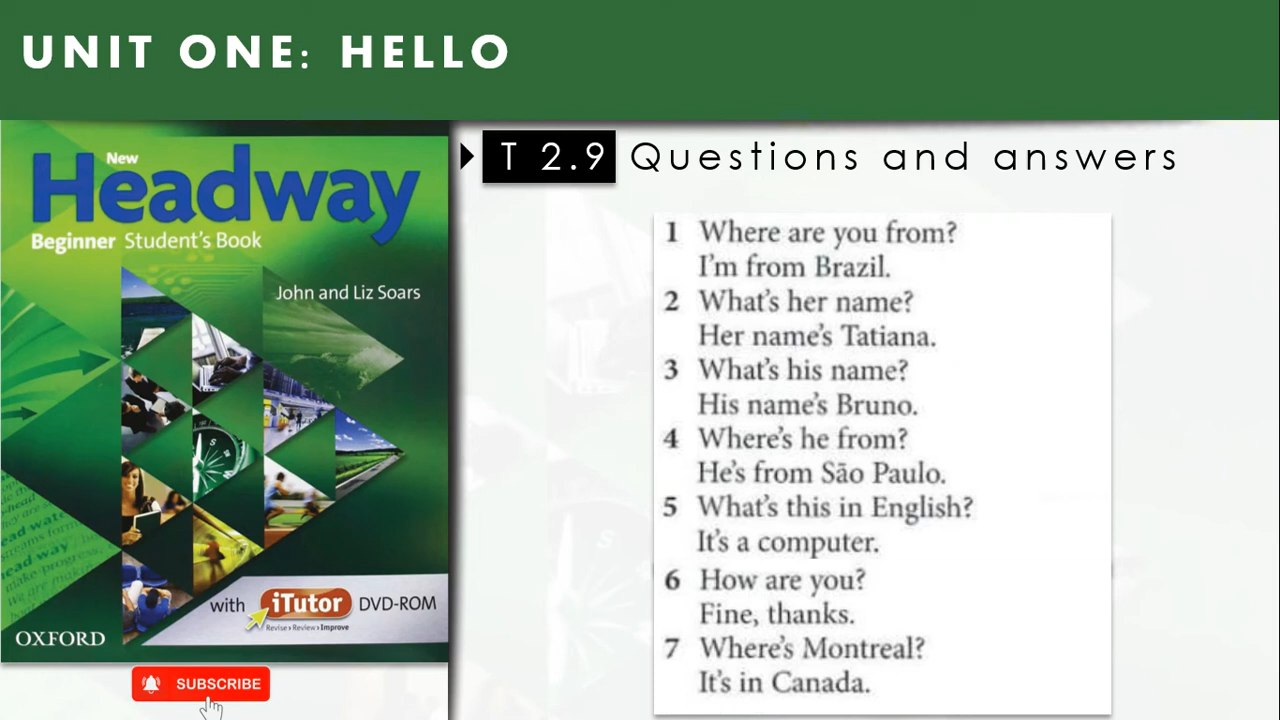 UNIT ONE: HELLO
New
Headway
Beginner Student's Book
John and Liz Soars
with iTutor DVD-ROM
Revise › Review › Improve
OXFORD
SUBSCRIBE
T 2.9 Questions and answers
1 Where are you from?
I'm from Brazil.
2 What's her name?
Her name's Tatiana.
3 What's his name?
His name's Bruno.
4 Where's he from?
He's from São Paulo.
5 What's this in English?
It's a computer.
6 How are you?
Fine, thanks.
7 Where's Montreal?
It's in Canada.